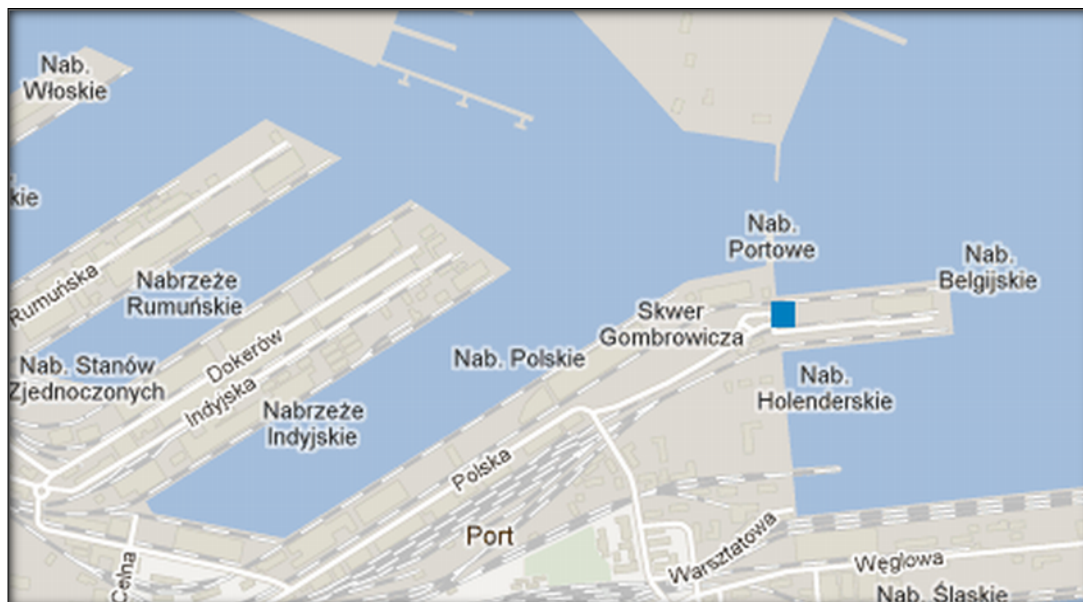 Nab.
Włoskie
kie
Rumuńska
Nabrzeże
Rumuńskie
Nab. Stanów
Zjednoczonych
Dokerów
Indyjska
Nabrzeże
Indyjskie
Nab. Polskie
Skwer
Gombrowicza
Nab.
Portowe
Nab.
Belgijskie
Nab.
Holenderskie
Polska
Port
Celna
Warsztatowa
Węglowa
Nab. Śląskie